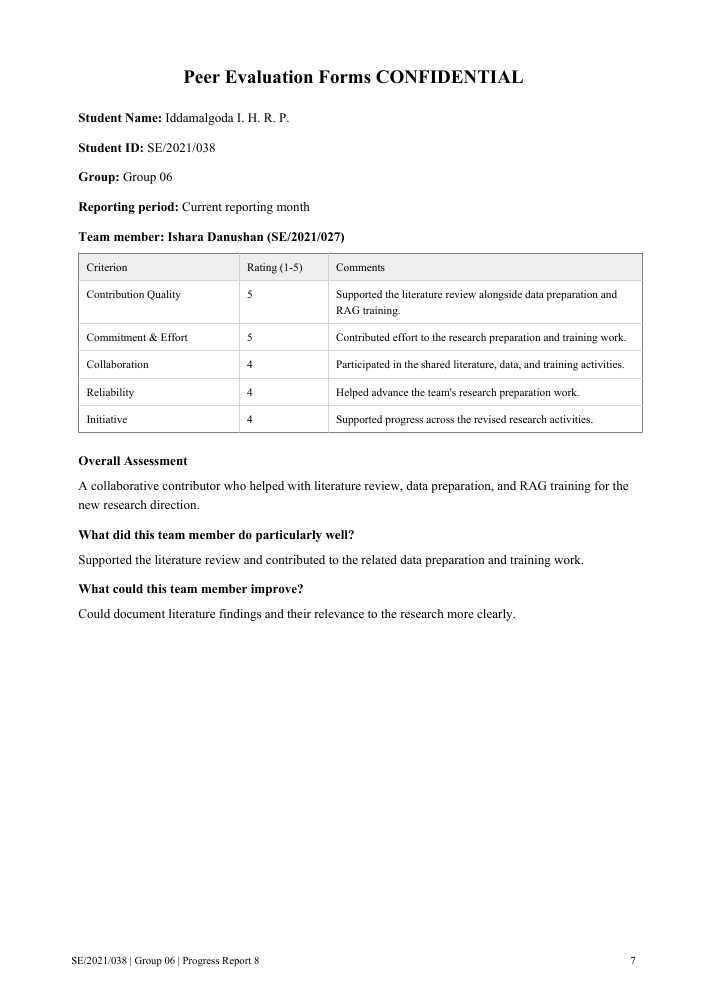 Peer Evaluation Forms CONFIDENTIAL
Student Name: Iddamalgoda I. H. R. P.
Student ID: SE/2021/038
Group: Group 06
Reporting period: Current reporting month
Team member: Ishara Danushan (SE/2021/027)
Criterion Rating (1-5) Comments
Contribution Quality 5 Supported the literature review alongside data preparation and
RAG training.
Commitment & Effort 5 Contributed effort to the research preparation and training work.
Collaboration 4 Participated in the shared literature, data, and training activities.
Reliability 4 Helped advance the team's research preparation work.
Initiative 4 Supported progress across the revised research activities.
Overall Assessment
A collaborative contributor who helped with literature review, data preparation, and RAG training for the
new research direction.
What did this team member do particularly well?
Supported the literature review and contributed to the related data preparation and training work.
What could this team member improve?
Could document literature findings and their relevance to the research more clearly.
SE/2021/038 | Group 06 | Progress Report 8 7